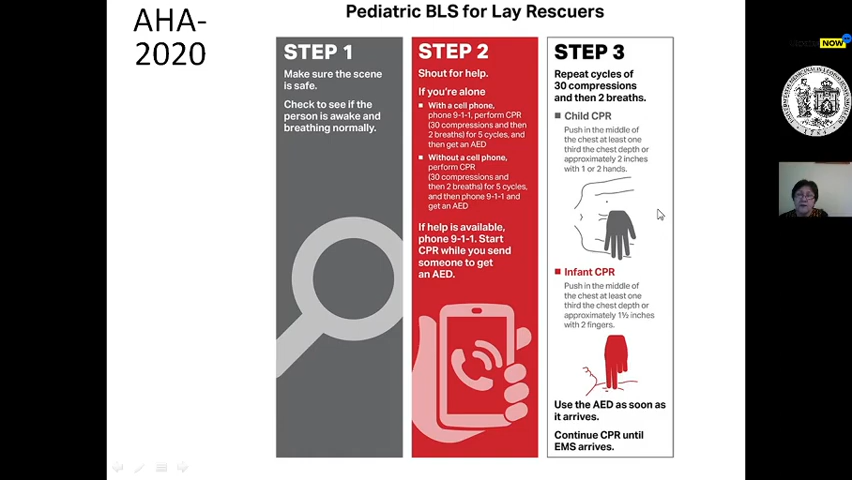 AHA-
2020
Pediatric BLS for Lay Rescuers
STEP 1
Make sure the scene
is safe.
Check to see if the
person is awake and
breathing normally.
STEP 2
Shout for help.
If you're alone
With a cell phone,
phone 9-1-1, perform CPR
(30 compressions and then
2 breaths) for 5 cycles, and
then get an AED
Without a cell phone,
perform CPR
(30 compressions and
then 2 breaths) for 5 cycles,
and then phone 9-1-1 and
get an AED
If help is available,
phone 9-1-1. Start
CPR while you send
someone to get
an AED.
STEP 3
Repeat cycles of
30 compressions
and then 2 breaths.
Child CPR
Push in the middle of
the chest at least one
third the chest depth or
approximately 2 inches
with 1 or 2 hands.
Infant CPR
Push in the middle of
the chest at least one
third the chest depth or
approximately 1½ inches
with 2 fingers.
Use the AED as soon as
it arrives.
Continue CPR until
EMS arrives.
NOW